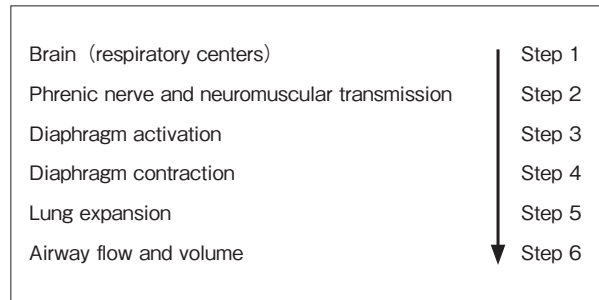 Brain (respiratory centers) Step 1
Phrenic nerve and neuromuscular transmission Step 2
Diaphragm activation Step 3
Diaphragm contraction Step 4
Lung expansion Step 5
Airway flow and volume Step 6